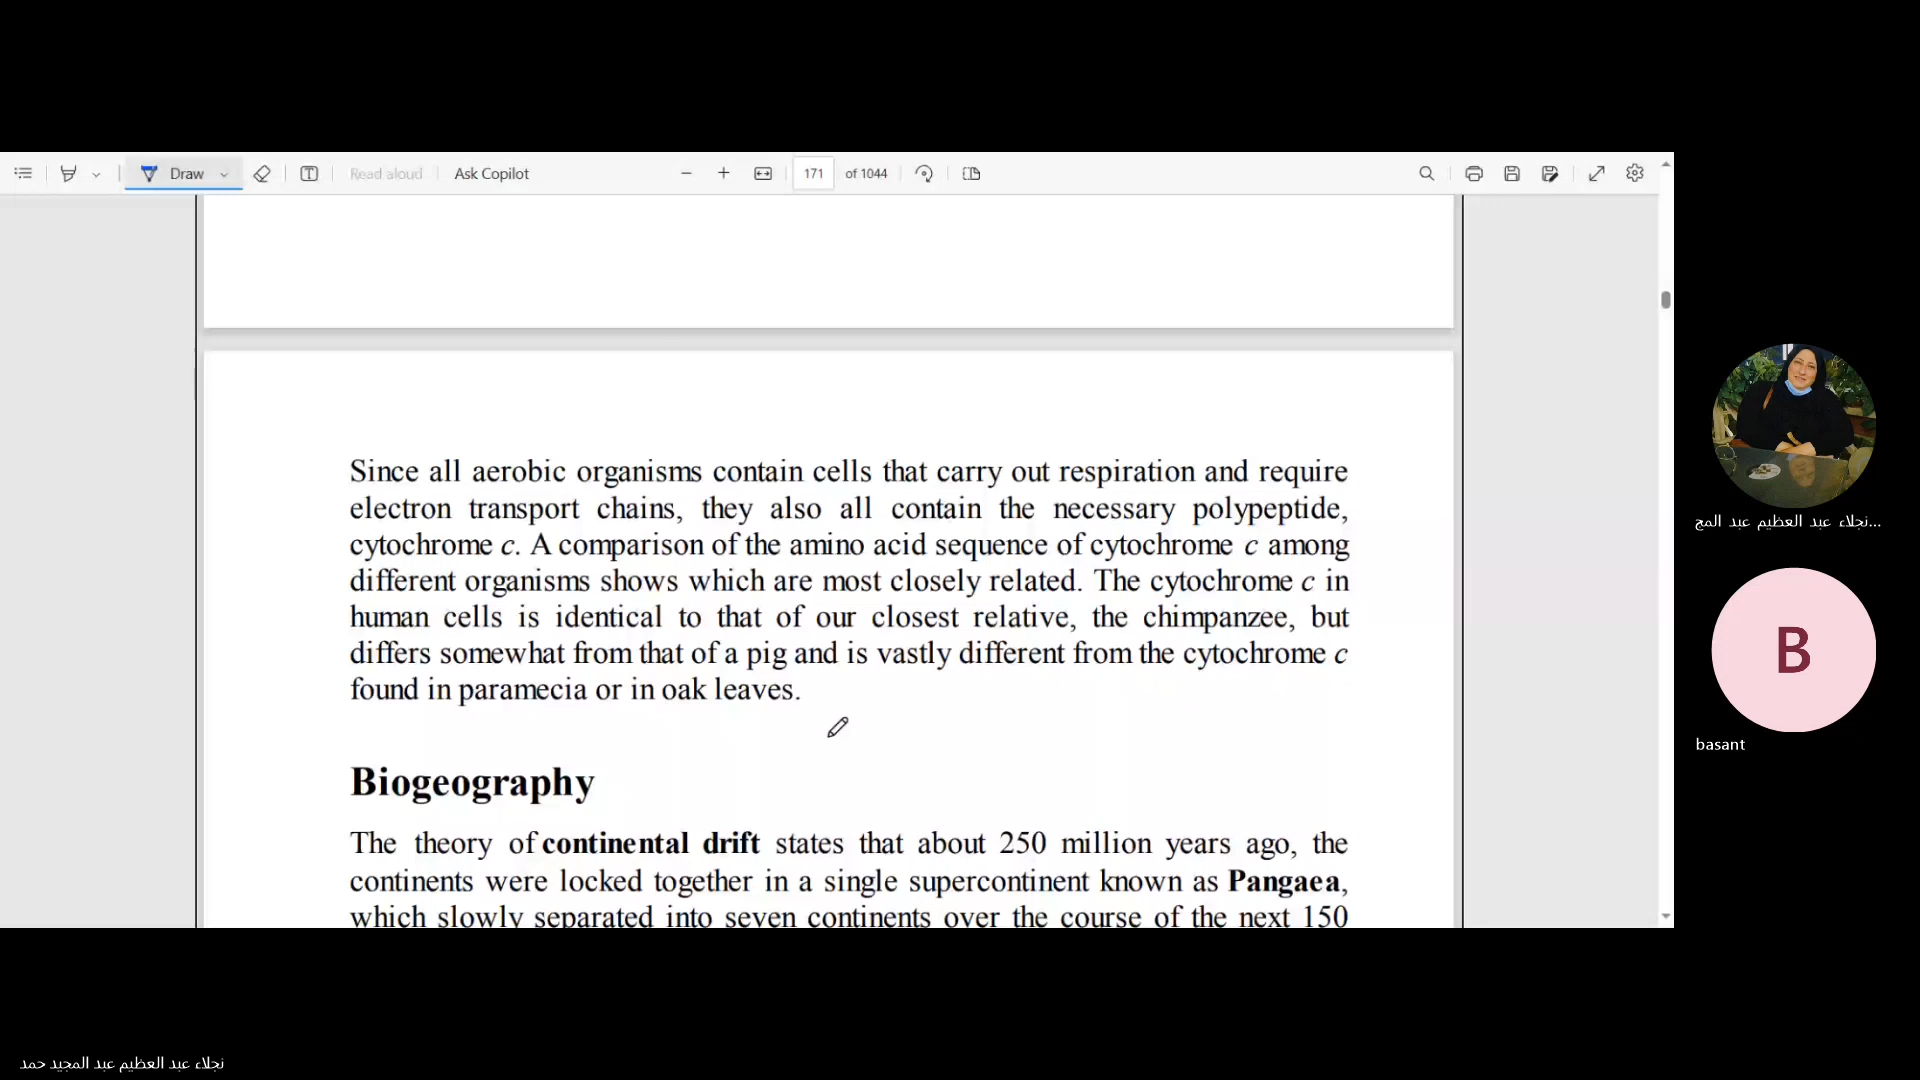 Draw
Read aloud
Ask Copilot
171 of 1044
Since all aerobic organisms contain cells that carry out respiration and require
electron transport chains, they also all contain the necessary polypeptide,
cytochrome c. A comparison of the amino acid sequence of cytochrome c among
different organisms shows which are most closely related. The cytochrome c in
human cells is identical to that of our closest relative, the chimpanzee, but
differs somewhat from that of a pig and is vastly different from the cytochrome c
found in paramecia or in oak leaves.
Biogeography
The theory of continental drift states that about 250 million years ago, the
continents were locked together in a single supercontinent known as Pangaea,
which slowly separated into seven continents over the course of the next 150
نجلاء عبد العظيم عبد المج...
B
basant
نجلاء عبد العظيم عبد المجيد حمد